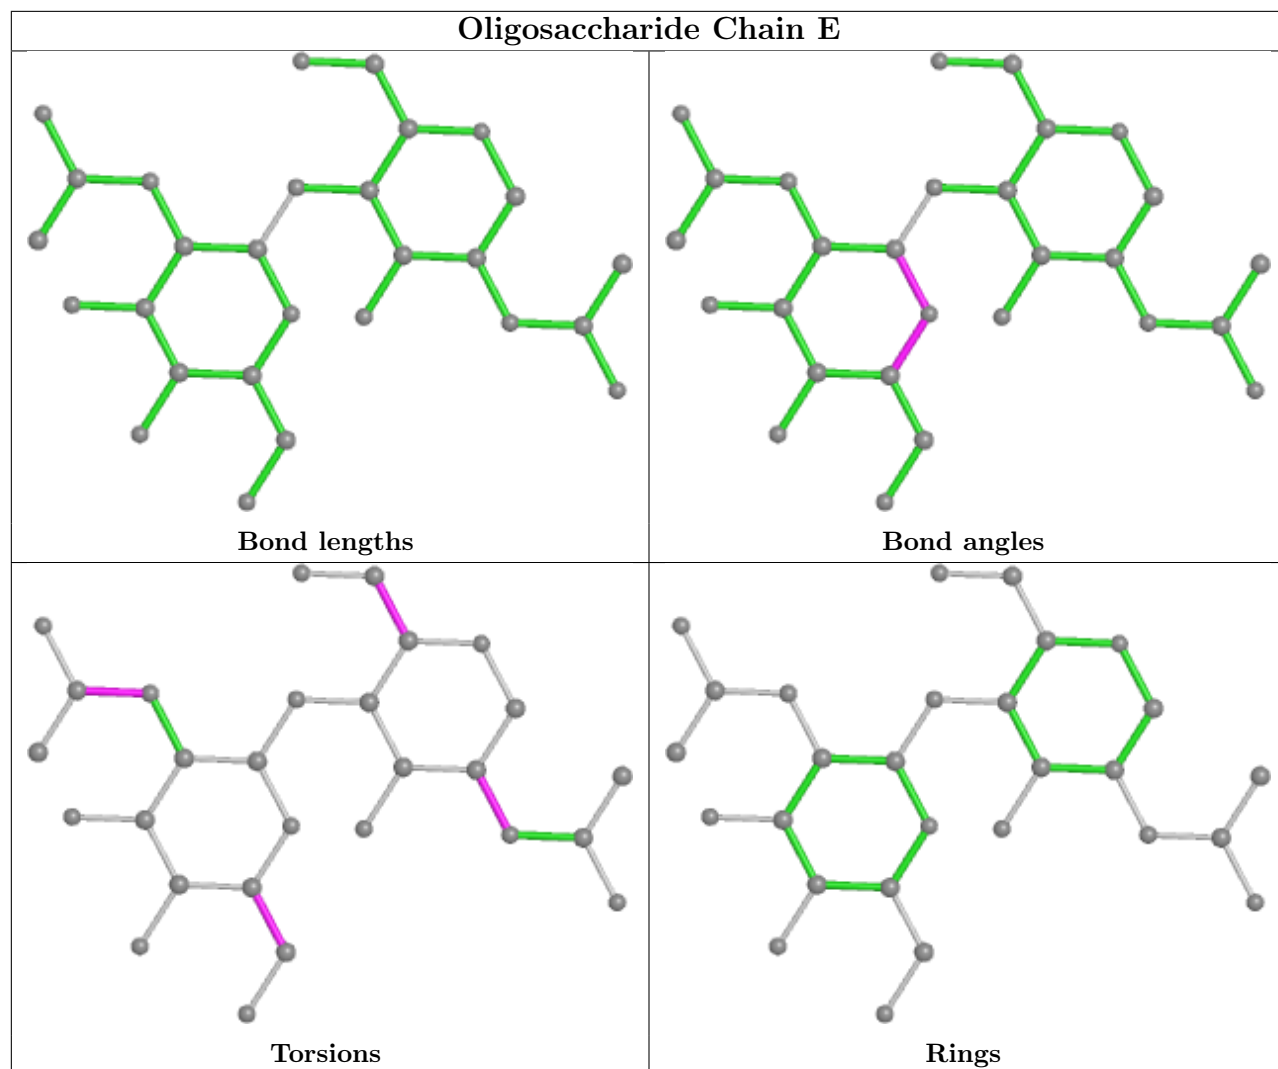 Oligosaccharide Chain E
Bond lengths
Bond angles
Torsions
Rings